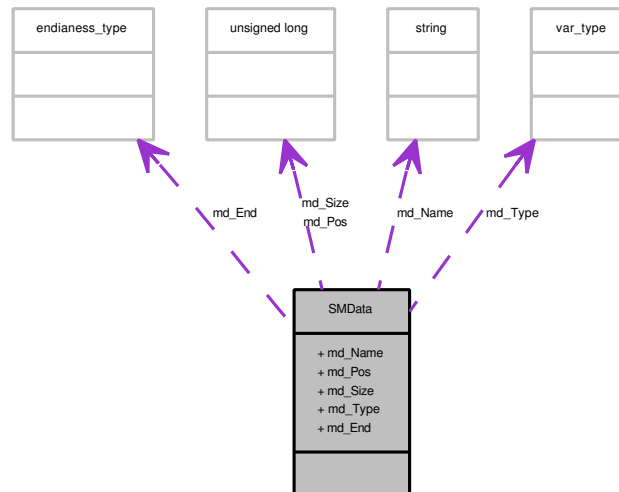 endianess_type
unsigned long
string
var_type
md_End
md_Size
md_Pos
md_Name
md_Type
SMData
+ md_Name
+ md_Pos
+ md_Size
+ md_Type
+ md_End